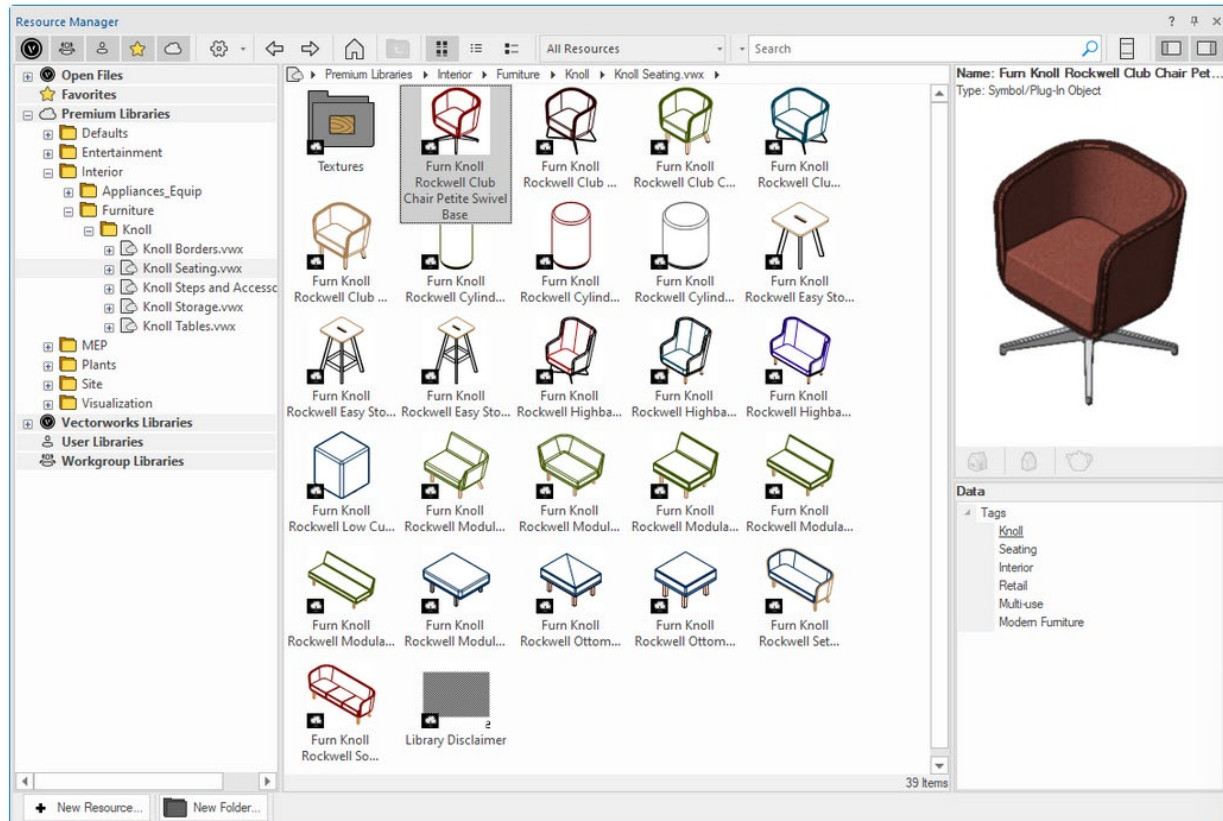 Resource Manager
All Resources
Search
Open Files
Favorites
Premium Libraries
Defaults
Entertainment
Interior
Appliances_Equip
Furniture
Knoll
Knoll Borders.vwx
Knoll Seating.vwx
Knoll Steps and Accesso
Knoll Storage.vwx
Knoll Tables.vwx
MEP
Plants
Site
Visualization
Vectorworks Libraries
User Libraries
Workgroup Libraries
Premium Libraries Interior Furniture Knoll Knoll Seating.vwx
Textures
Furn Knoll
Rockwell Club
Chair Petite Swivel
Base
Furn Knoll
Rockwell Club ...
Furn Knoll
Rockwell Club C...
Furn Knoll
Rockwell Clu...
Furn Knoll
Rockwell Club ...
Furn Knoll
Rockwell Cylind...
Furn Knoll
Rockwell Cylind...
Furn Knoll
Rockwell Cylind...
Furn Knoll
Rockwell Easy Sto...
Furn Knoll
Rockwell Easy Sto...
Furn Knoll
Rockwell Easy Sto...
Furn Knoll
Rockwell Highba...
Furn Knoll
Rockwell Highba...
Furn Knoll
Rockwell Highba...
Furn Knoll
Rockwell Low Cu...
Furn Knoll
Rockwell Modul...
Furn Knoll
Rockwell Modul...
Furn Knoll
Rockwell Modula...
Furn Knoll
Rockwell Modula...
Furn Knoll
Rockwell Modula...
Furn Knoll
Rockwell Modul...
Furn Knoll
Rockwell Ottom...
Furn Knoll
Rockwell Ottom...
Furn Knoll
Rockwell Set...
Furn Knoll
Rockwell So...
Library Disclaimer
39 Items
Name: Furn Knoll Rockwell Club Chair Pet...
Type: Symbol/Plug-In Object
Data
Tags
Knoll
Seating
Interior
Retail
Multi-use
Modern Furniture
New Resource...
New Folder...